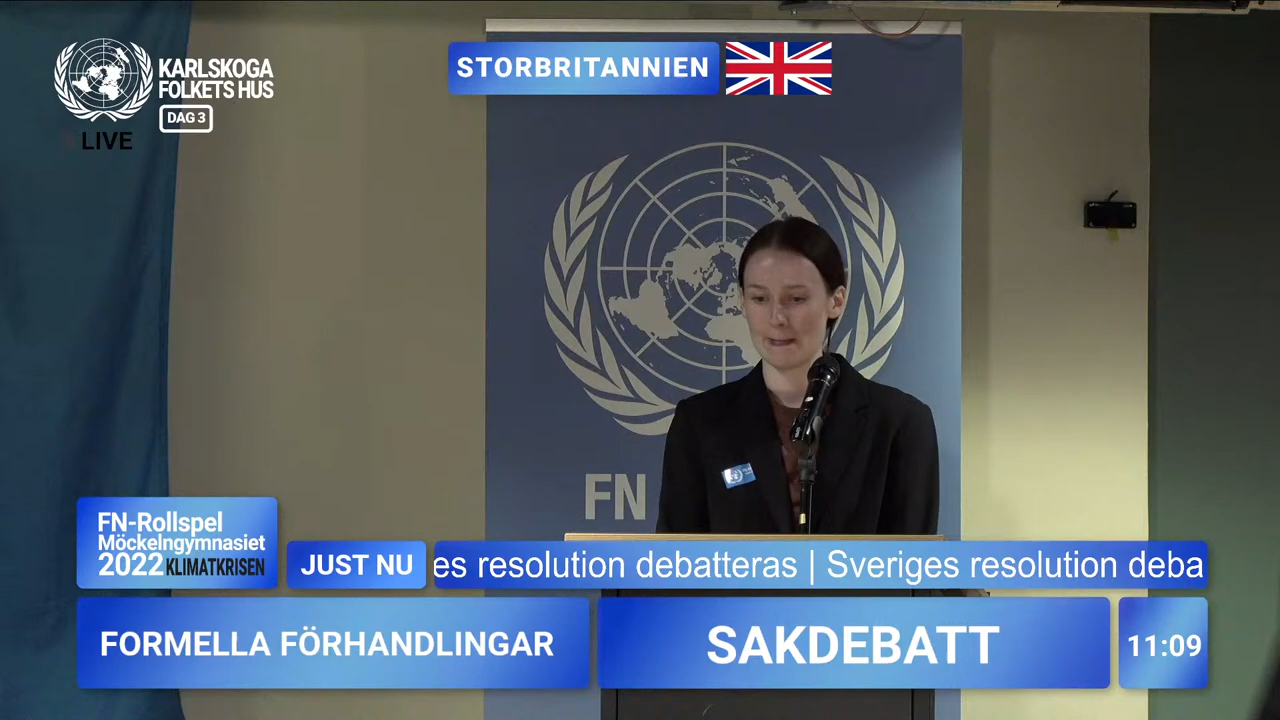 KARLSKOGA
FOLKETS HUS
DAG 3
LIVE
STORBRITANNIEN
FN
FN-Rollspel
Möckelngymnasiet
2022 KLIMATKRISEN
JUST NU
es resolution debatteras | Sveriges resolution deba
FORMELLA FÖRHANDLINGAR
SAKDEBATT
11:09